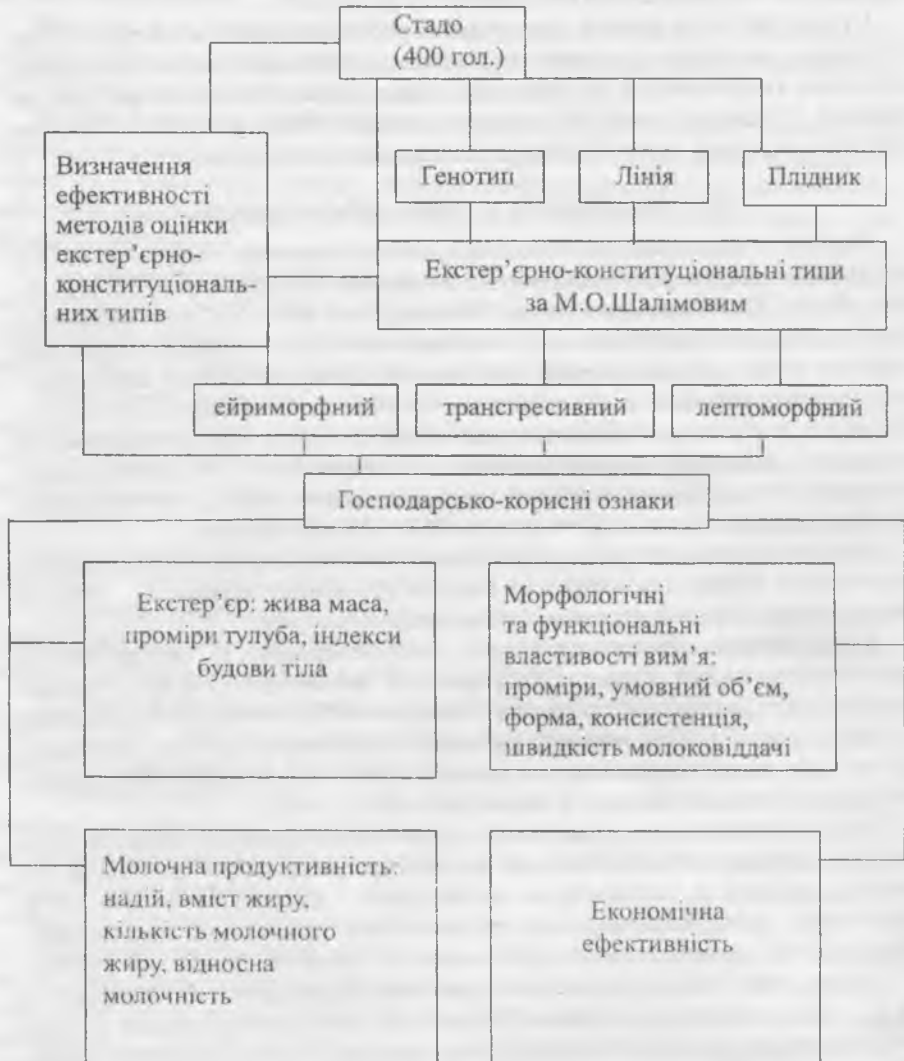 Стадо
(400 гол.)
Визначення
ефективності
методів оцінки
екстер’єрно-
конституціональ-
них типів
Генотип
Лінія
Плідник
Екстер’єрно-конституціональні типи
за М.О.Шалімовим
ейриморфний
трансгресивний
лептоморфний
Господарсько-корисні ознаки
Екстер’єр: жива маса,
проміри тулуба, індекси
будови тіла
Морфологічні
та функціональні
властивості вим’я:
проміри, умовний об’єм,
форма, консистенція,
швидкість молоковіддачі
Молочна продуктивність:
надій, вміст жиру,
кількість молочного
жиру, відносна
молочність
Економічна
ефективність